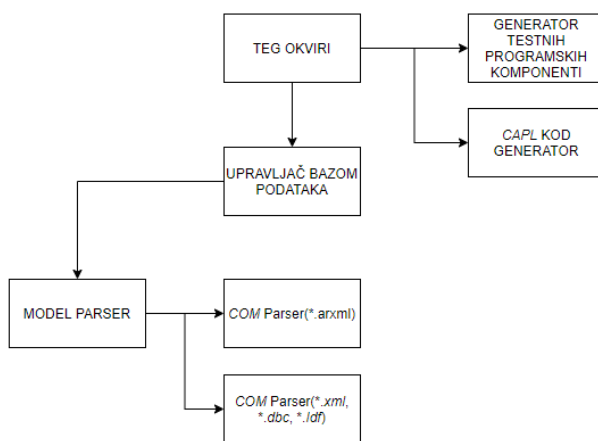 GENERATOR
TESTNIH
PROGRAMSKIH
KOMPONENTI
TEG OKVIRI
CAPL KOD
GENERATOR
UPRAVLJAČ BAZOM
PODATAKA
MODEL PARSER
COM Parser(*.arxml)
COM Parser(*.xml,
*.dbc, *.ldf)